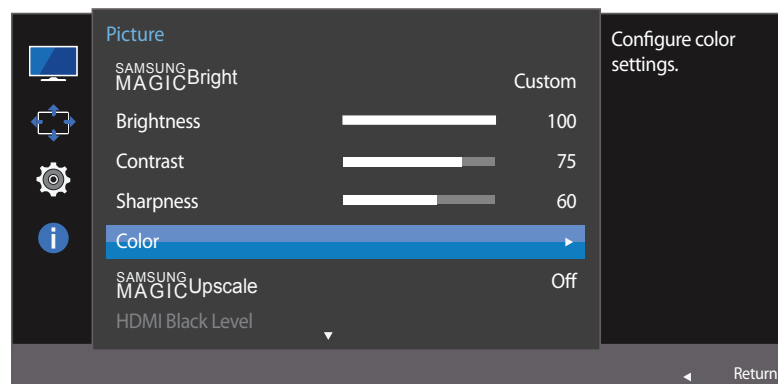 Picture
SAMSUNG
MAGICBright Custom
Brightness 100
Contrast 75
Sharpness 60
Color
SAMSUNG
MAGICUpscale Off
HDMI Black Level
Configure color
settings.
Return